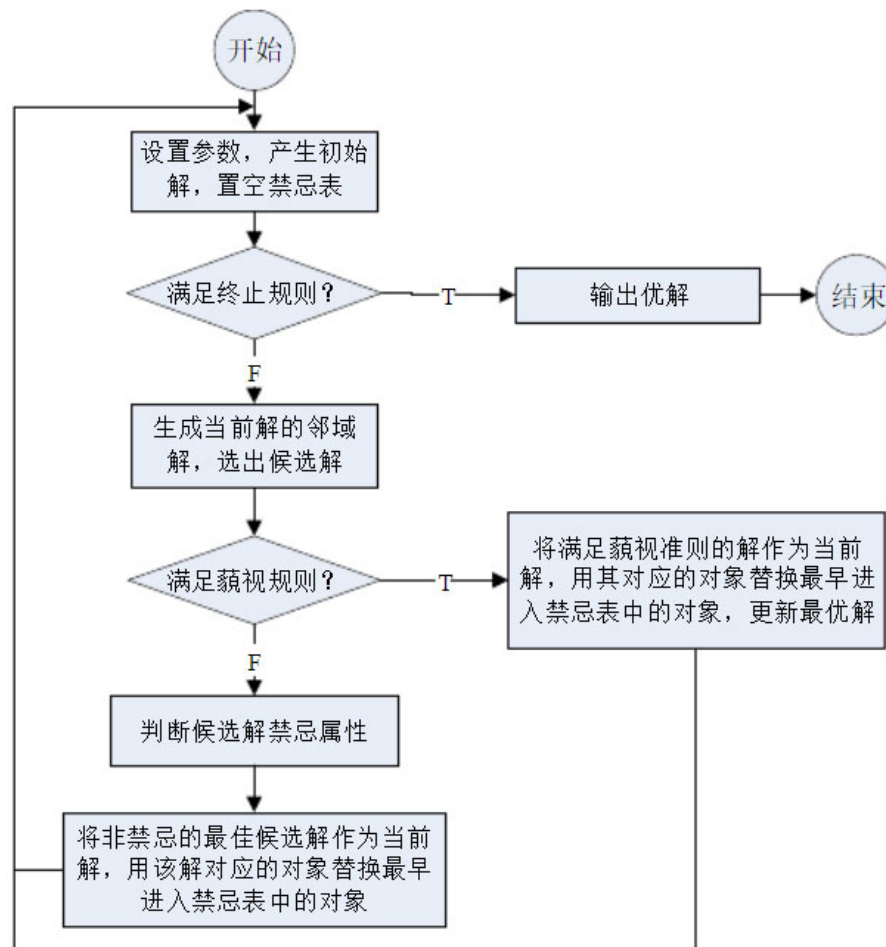 开始
设置参数，产生初始
解，置空禁忌表
满足终止规则？
T
输出优解
结束
F
生成当前解的邻域
解，选出候选解
满足藐视规则？
T
将满足藐视准则的解作为当前
解，用其对应的对象替换最早进
入禁忌表中的对象，更新最优解
F
判断候选解禁忌属性
将非禁忌的最佳候选解作为当前
解，用该解对应的对象替换最早
进入禁忌表中的对象